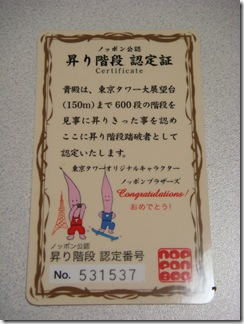 ノッポン公認
昇り階段 認定証
Certificate
貴殿は、東京タワー大展望台
(150m)まで600段の階段を
見事に昇りきった事を認め
ここに昇り階段踏破者として
認定いたします。
東京タワーオリジナルキャラクター
ノッポンブラザーズ
Congratulations!
おめでとう!
ノッポン公認
昇り階段 認定番号
No. 531537
NOP
PON
BRO